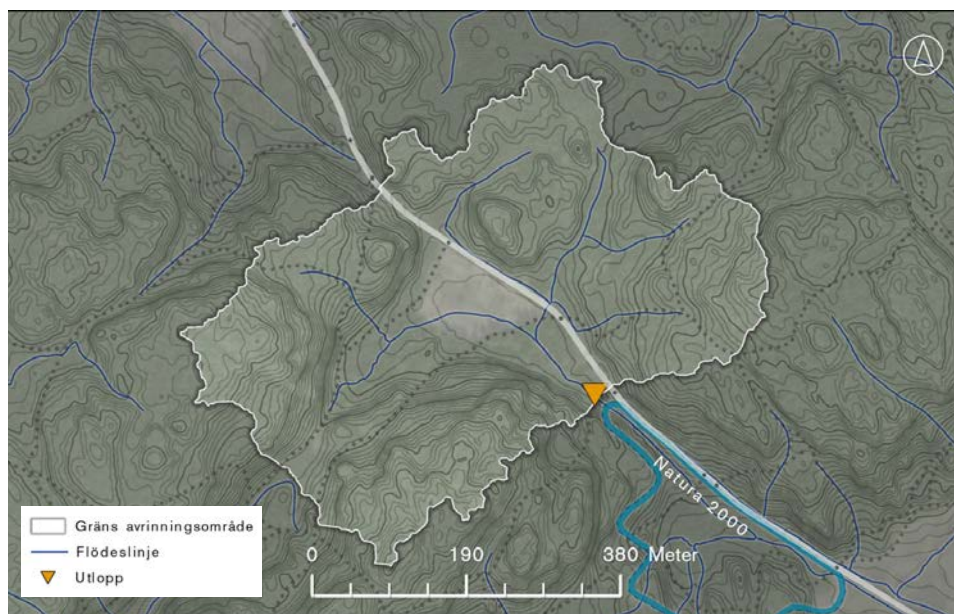 Natura 2000
Gräns avrinningsområde
Flödeslinje
Utlopp
0 190 380 Meter